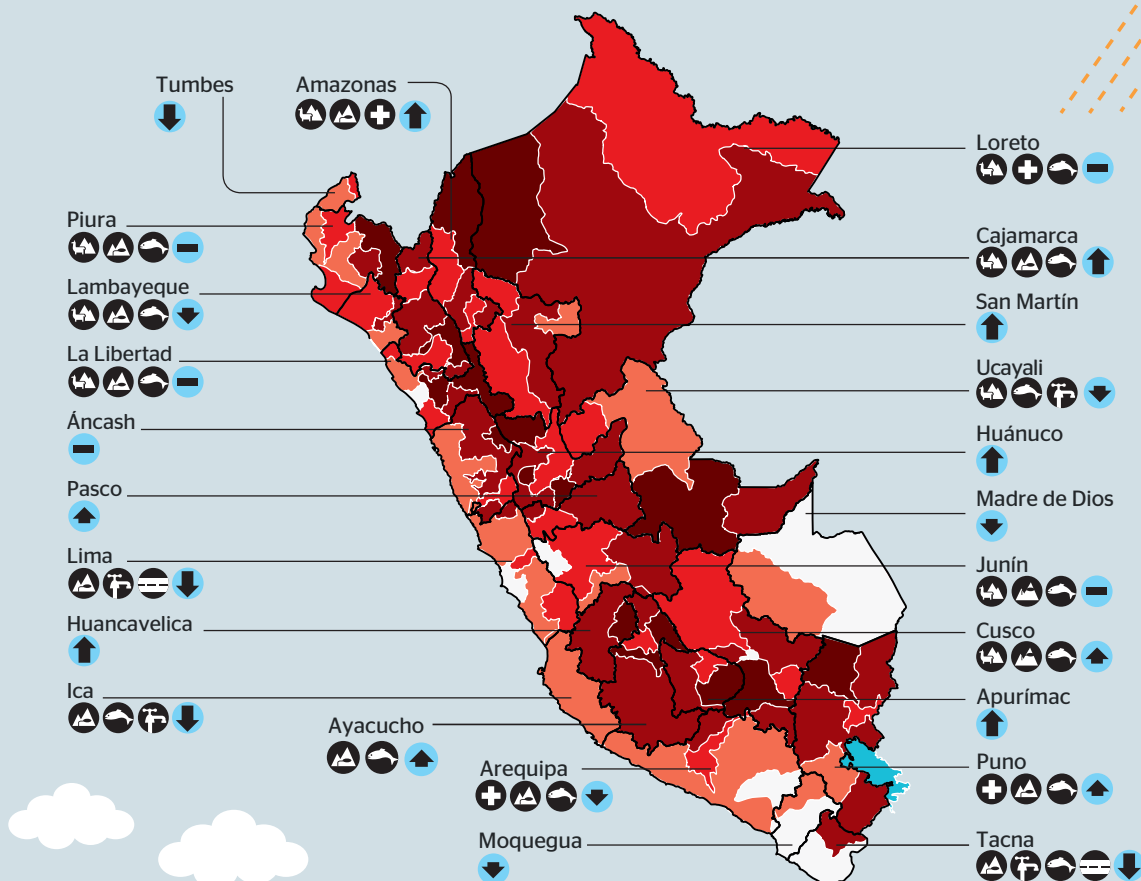 Tumbes
Amazonas
Piura
Lambayeque
La Libertad
Áncash
Pasco
Lima
Huancavelica
Ica
Ayacucho
Arequipa
Moquegua
Loreto
Cajamarca
San Martín
Ucayali
Huánuco
Madre de Dios
Junín
Cusco
Apurímac
Puno
Tacna